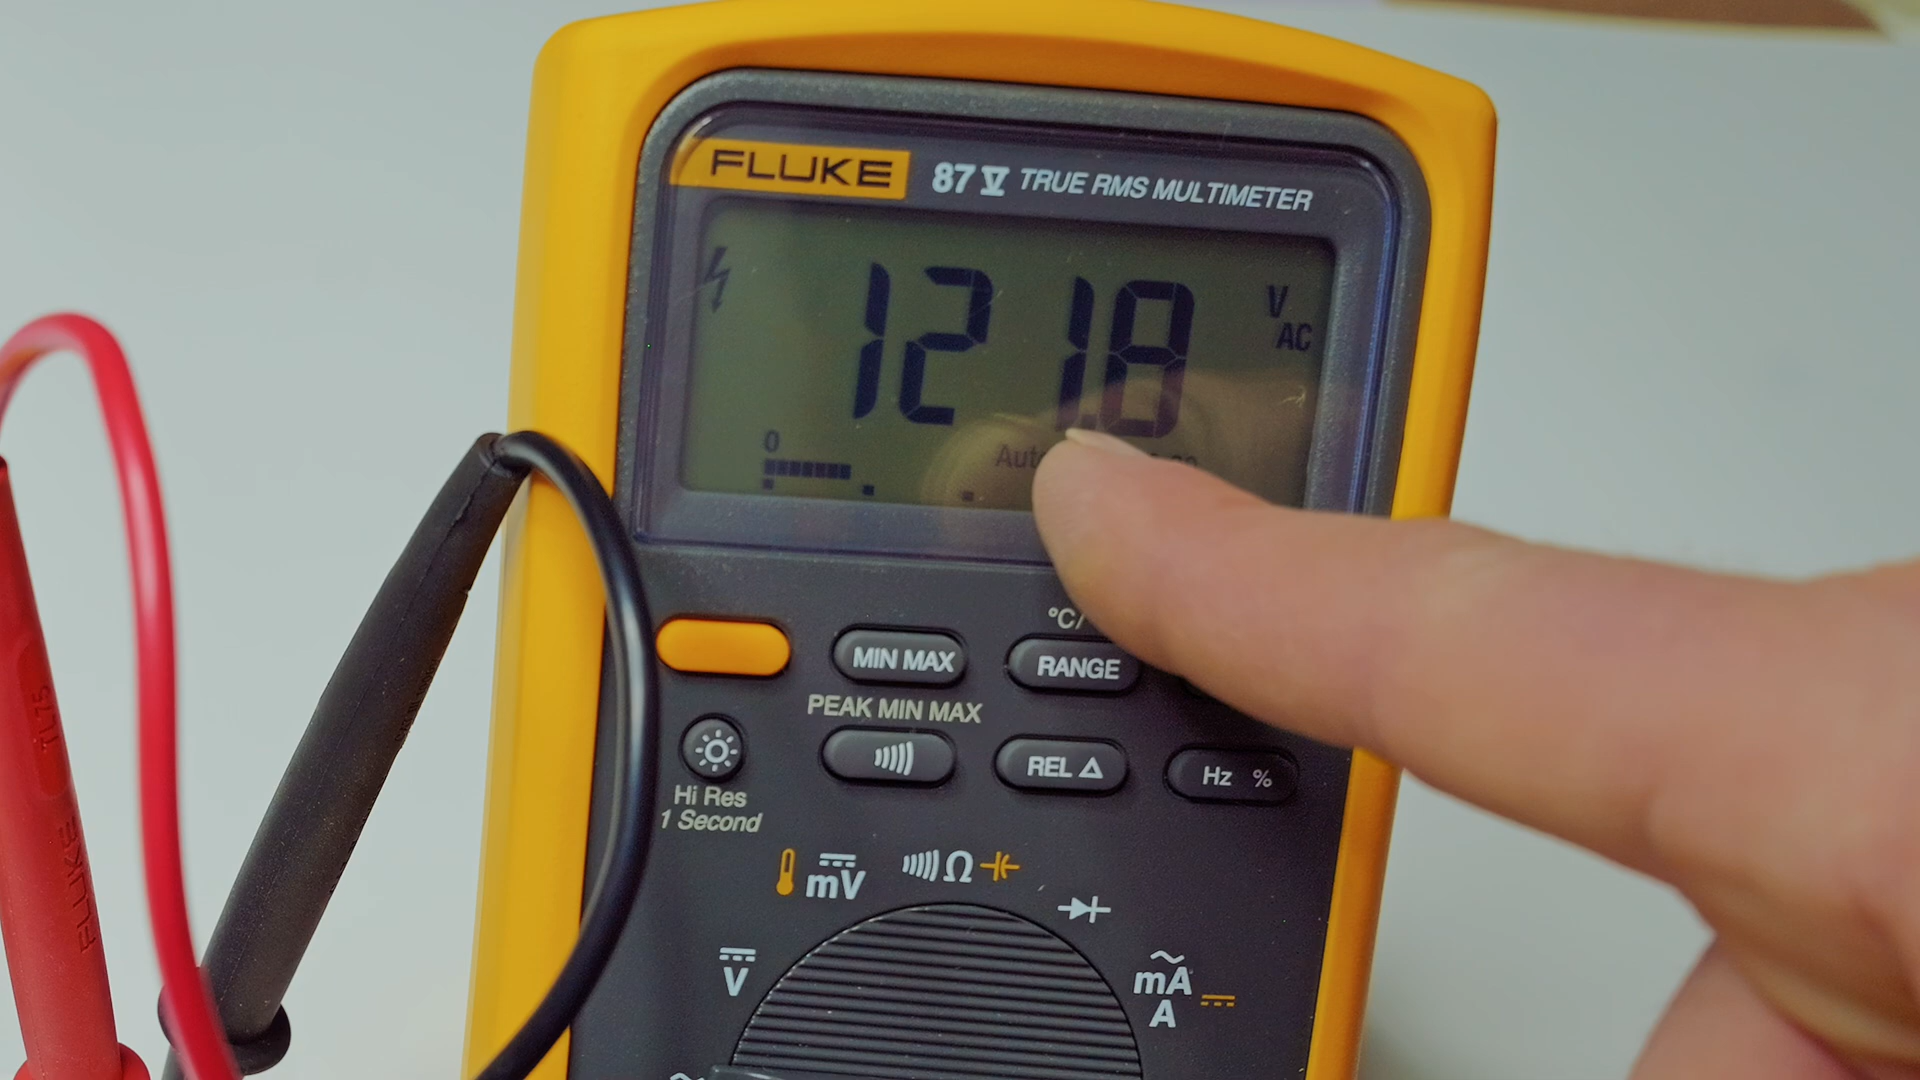 FLUKE 87 V TRUE RMS MULTIMETER
121.8 V AC
0
MIN MAX
RANGE
PEAK MIN MAX
REL Δ
Hz %
Hi Res
1 Second
mV Ω
V
mA
A
TL75
FLUKE